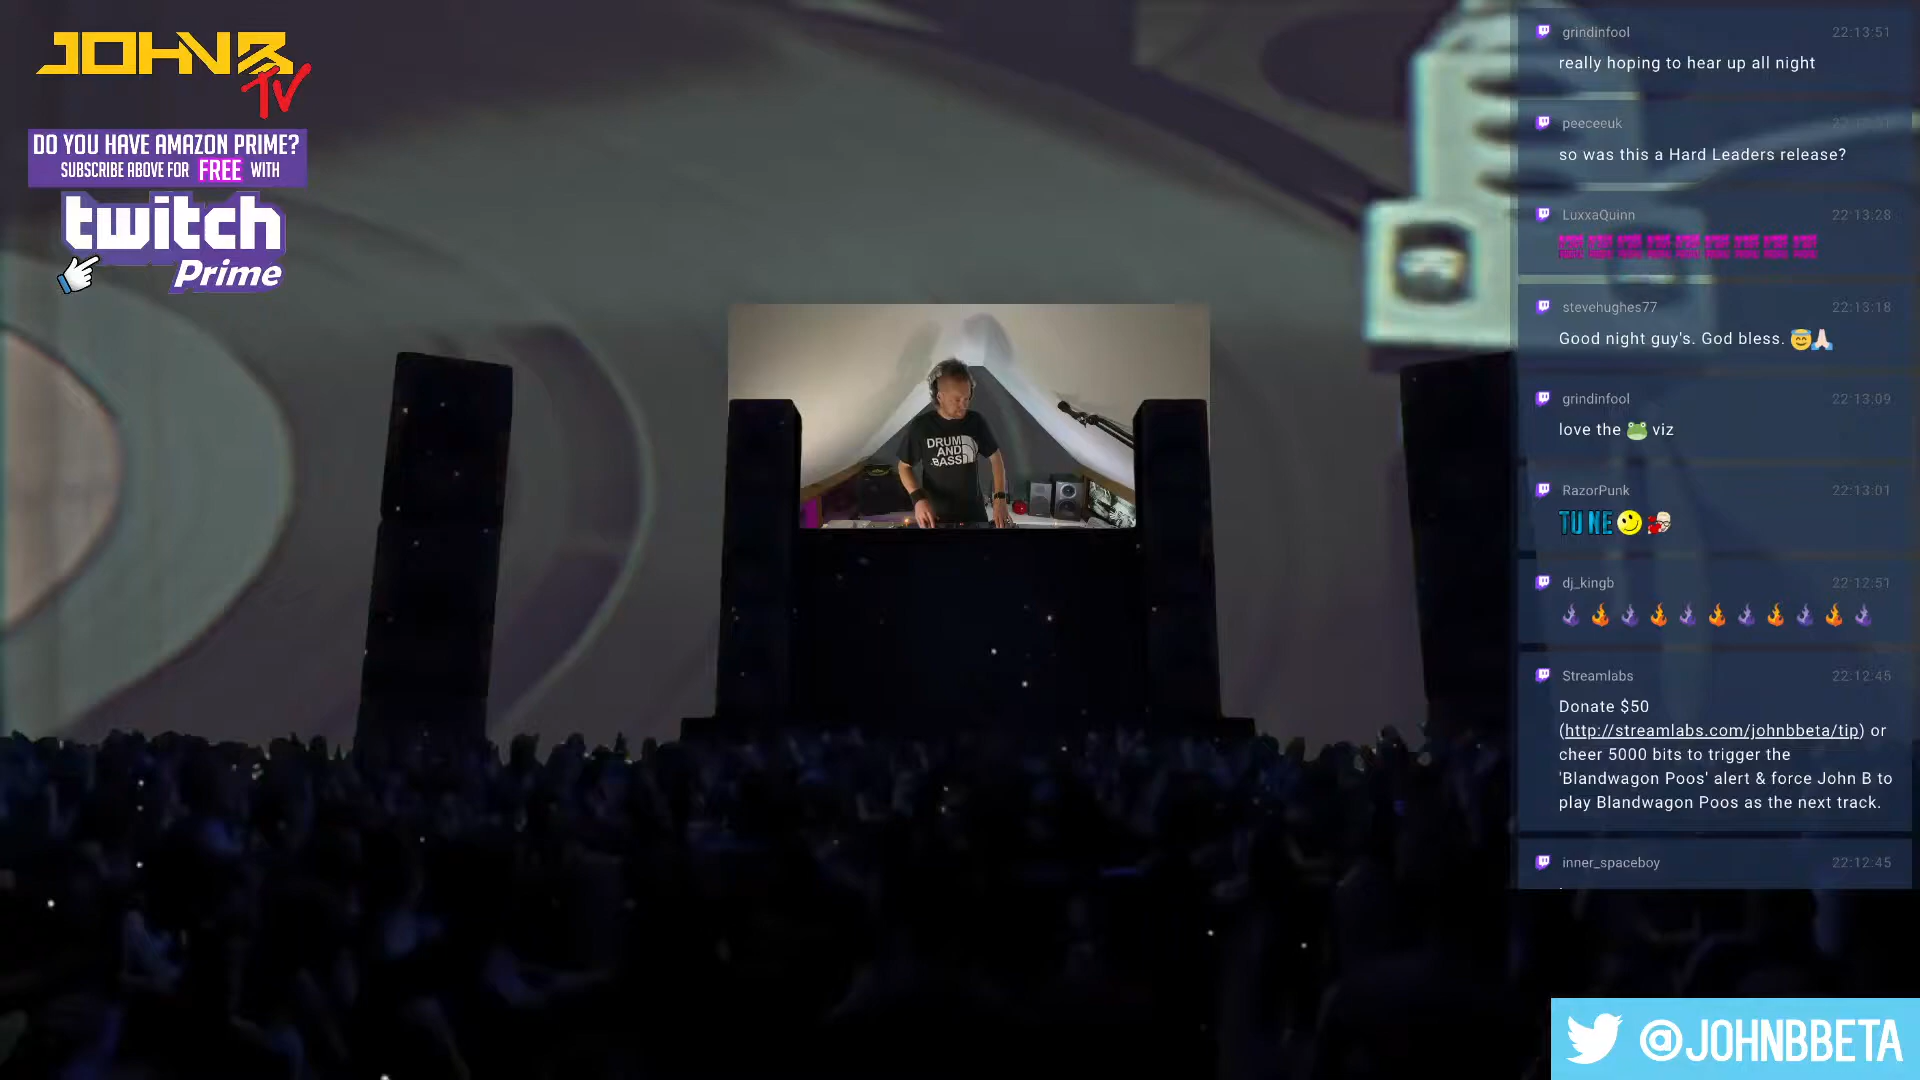 JOHN B
TV
DO YOU HAVE AMAZON PRIME?
SUBSCRIBE ABOVE FOR FREE WITH
twitch
Prime
DRUM
AND
BASS
grindinfool 22:13:51
really hoping to hear up all night
peeceeuk
so was this a Hard Leaders release?
LuxxaQuinn 22:13:28
stevehughes77 22:13:18
Good night guy's. God bless. 😇🙏🏻
grindinfool 22:13:09
love the 🐸 viz
RazorPunk 22:13:01
TUNE
dj_kingb 22:12:51
Streamlabs 22:12:45
Donate $50
(http://streamlabs.com/johnbbeta/tip) or
cheer 5000 bits to trigger the
'Blandwagon Poos' alert & force John B to
play Blandwagon Poos as the next track.
inner_spaceboy 22:12:45
@JOHNBBETA